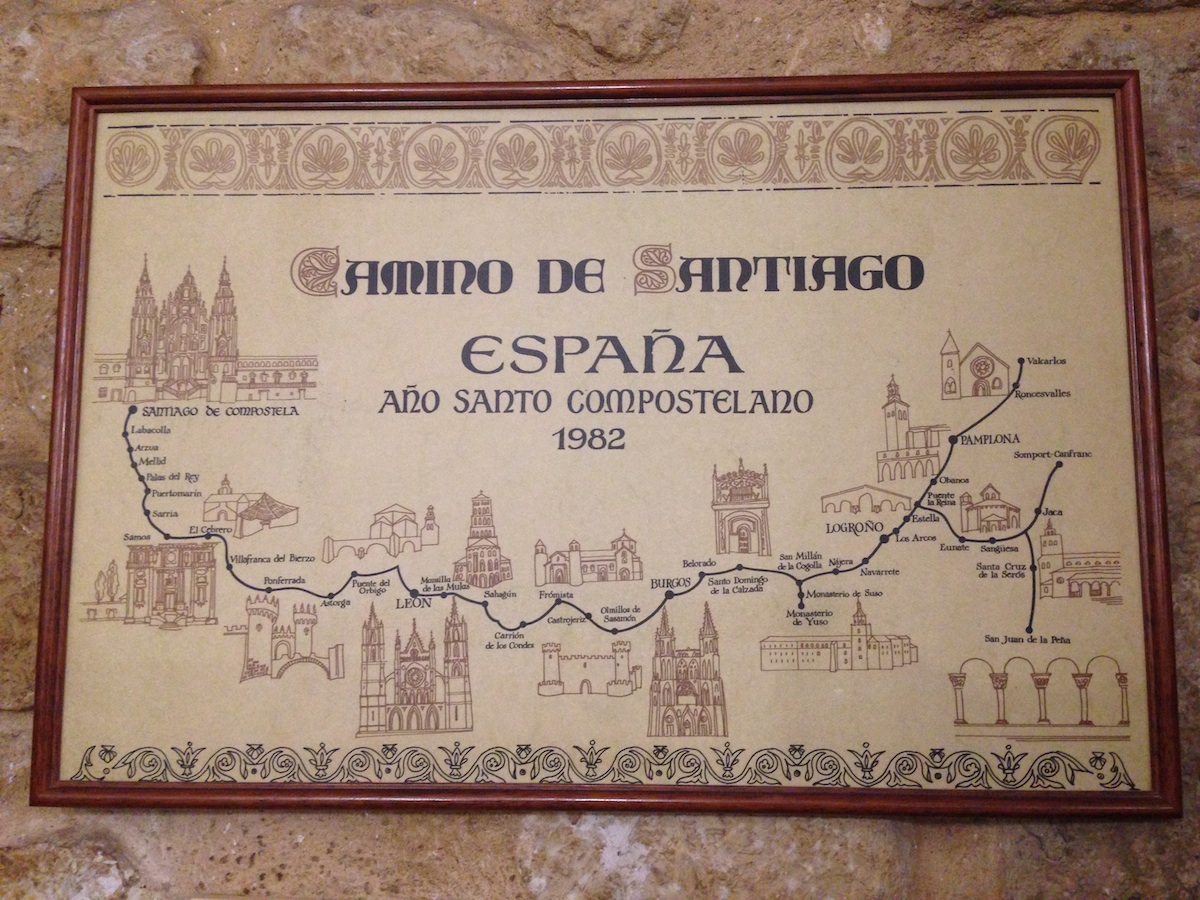 CAMINO DE SANTIAGO
ESPAÑA
AÑO SANTO COMPOSTELANO
1982
SANTIAGO DE COMPOSTELA
Labacolla
Arzua
Mellid
Palas del Rey
Puertomarín
Sarria
Samos
El Cebrero
Villafranca del Bierzo
Ponferrada
Astorga
Puente del
Orbigo
LEÓN
Mansilla
de las Mulas
Sahagún
Carrión
de los Condes
Frómista
Castrojeriz
Olmillos de
Sasamón
BURGOS
Belorado
Santo Domingo
de la Calzada
San Millán
de la Cogolla
Monasterio de Suso
Monasterio
de Yuso
Nájera
Navarrete
LOGROÑO
Los Arcos
Estella
Puente
la Reina
Obanos
PAMPLONA
Roncesvalles
Valcarlos
Somport-Canfranc
Jaca
Eunate
Sangüesa
Santa Cruz
de la Serós
San Juan de la Peña